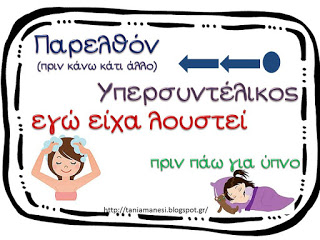 Παρελθόν
(πριν κάνω κάτι άλλο)
Υπερσυντέλικος
εγώ είχα λουστεί
πριν πάω για ύπνο
http://taniamanesi.blogspot.gr/